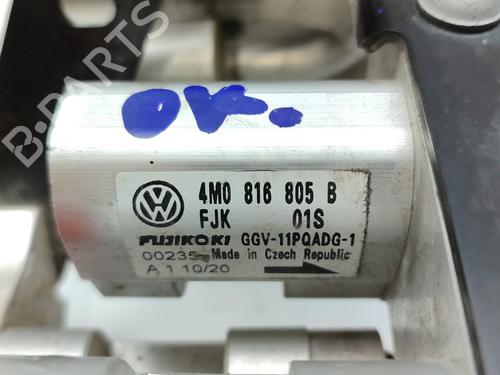 OK.
4M0 816 805 B
FJK 01S
FUJIKOKI GGV-11PQADG-1
Made in Czech Republic
A 1 10/20
B-PARTS